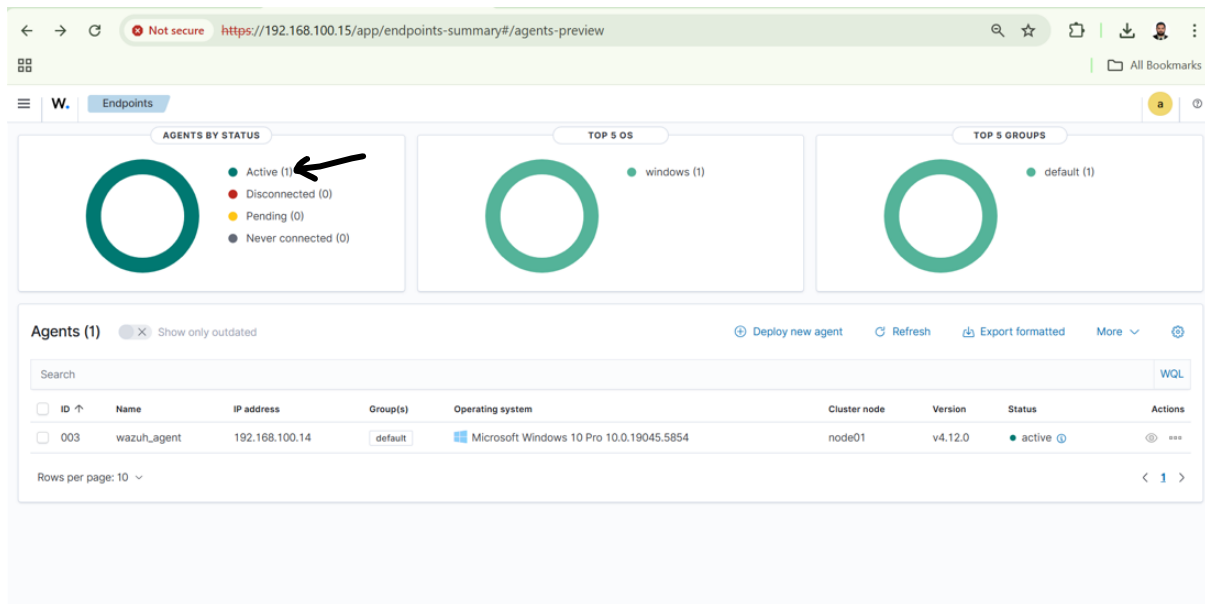 Not secure https://192.168.100.15/app/endpoints-summary#/agents-preview
All Bookmarks
W. Endpoints a
AGENTS BY STATUS
Active (1)
Disconnected (0)
Pending (0)
Never connected (0)
TOP 5 OS
windows (1)
TOP 5 GROUPS
default (1)
Agents (1) Show only outdated Deploy new agent Refresh Export formatted More
Search WQL
ID Name IP address Group(s) Operating system Cluster node Version Status Actions
003 wazuh_agent 192.168.100.14 default Microsoft Windows 10 Pro 10.0.19045.5854 node01 v4.12.0 active
Rows per page: 10 1